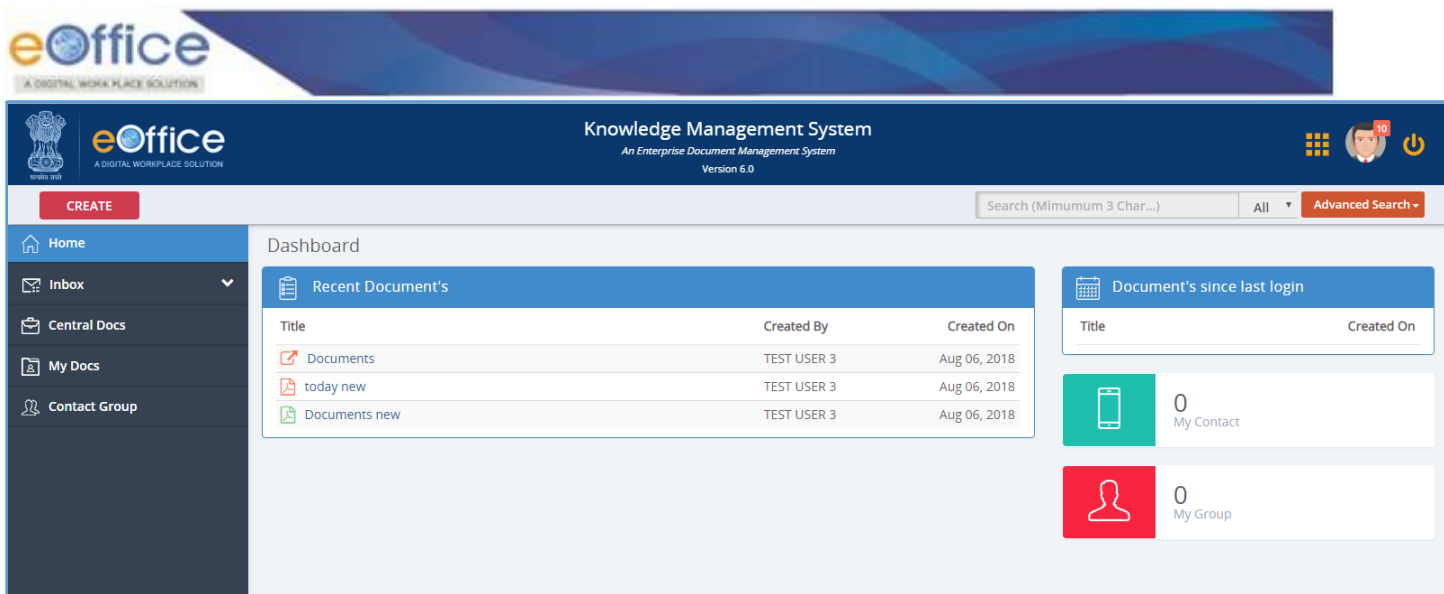 eOffice
A DIGITAL WORK PLACE SOLUTION
सत्यमेव जयते
eOffice
A DIGITAL WORKPLACE SOLUTION
Knowledge Management System
An Enterprise Document Management System
Version 6.0
10
CREATE
Search (Mimumum 3 Char...)
All
Advanced Search
Home
Inbox
Central Docs
My Docs
Contact Group
Dashboard
Recent Document's
Title Created By Created On
Documents TEST USER 3 Aug 06, 2018
today new TEST USER 3 Aug 06, 2018
Documents new TEST USER 3 Aug 06, 2018
Document's since last login
Title Created On
0
My Contact
0
My Group